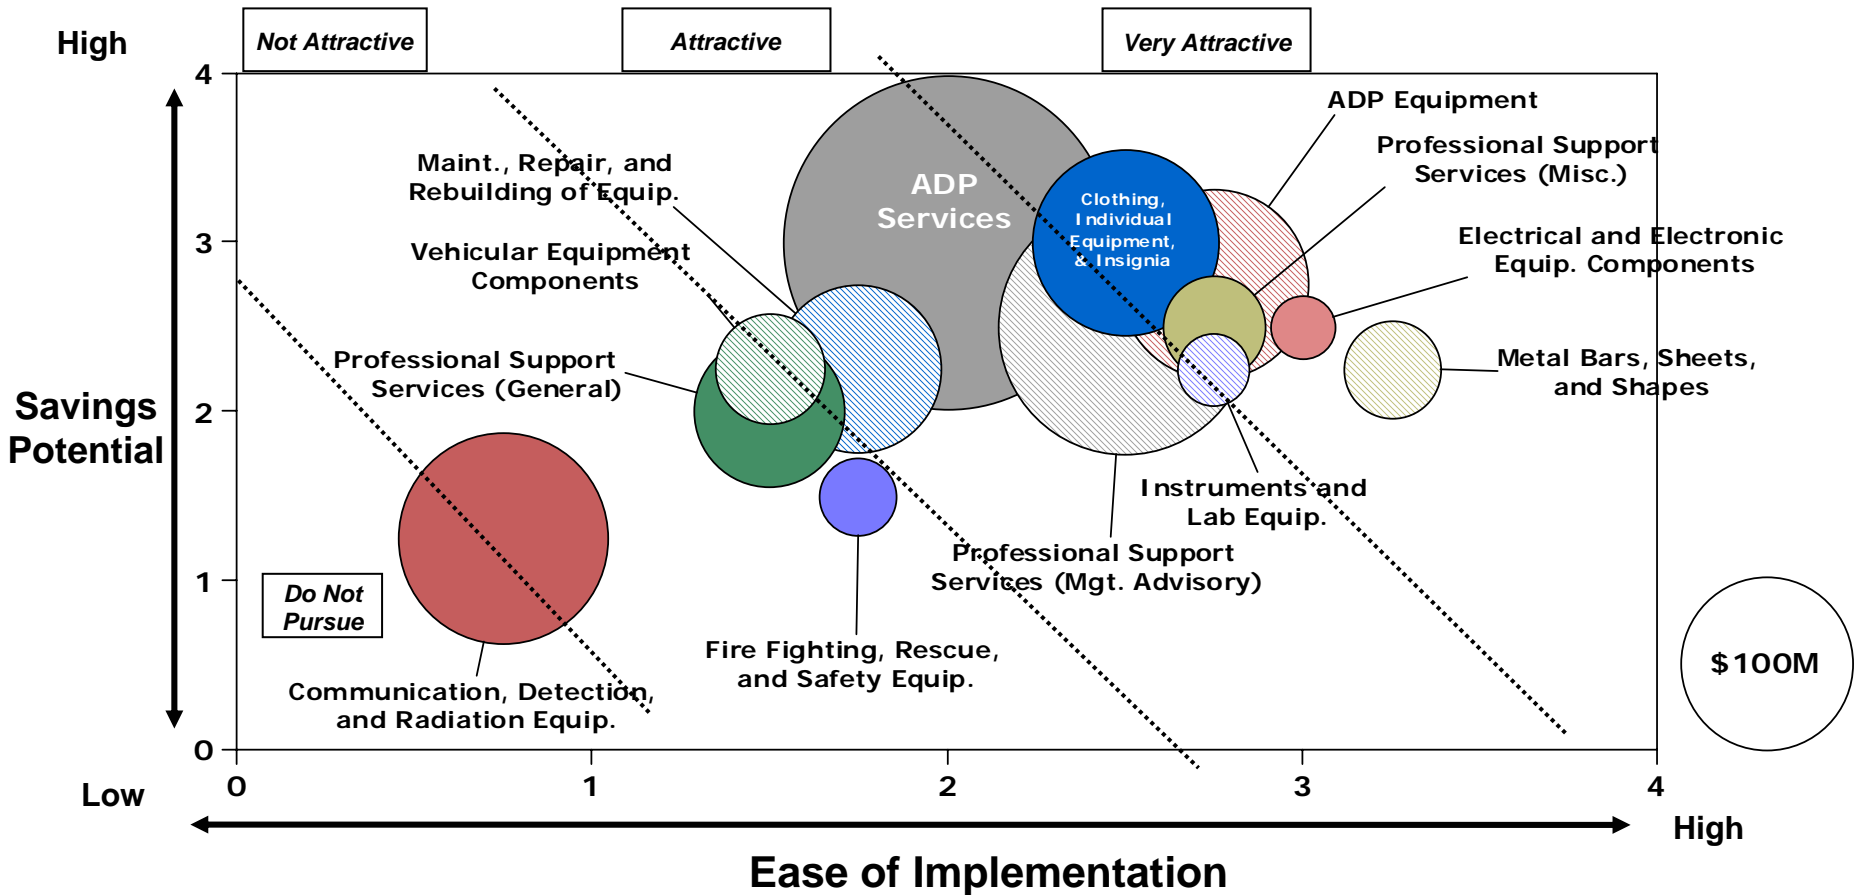 High
Not Attractive
Attractive
Very Attractive
4
ADP Equipment
Professional Support
Services (Misc.)
Maint., Repair, and
Rebuilding of Equip.
ADP
Services
Clothing,
Individual
Equipment,
& Insignia
3
Vehicular Equipment
Components
Electrical and Electronic
Equip. Components
Professional Support
Services (General)
Metal Bars, Sheets,
and Shapes
Savings
Potential
2
Instruments and
Lab Equip.
Professional Support
Services (Mgt. Advisory)
1
Do Not
Pursue
Fire Fighting, Rescue,
and Safety Equip.
$100M
Communication, Detection,
and Radiation Equip.
0
Low
0
1
2
3
4
High
Ease of Implementation